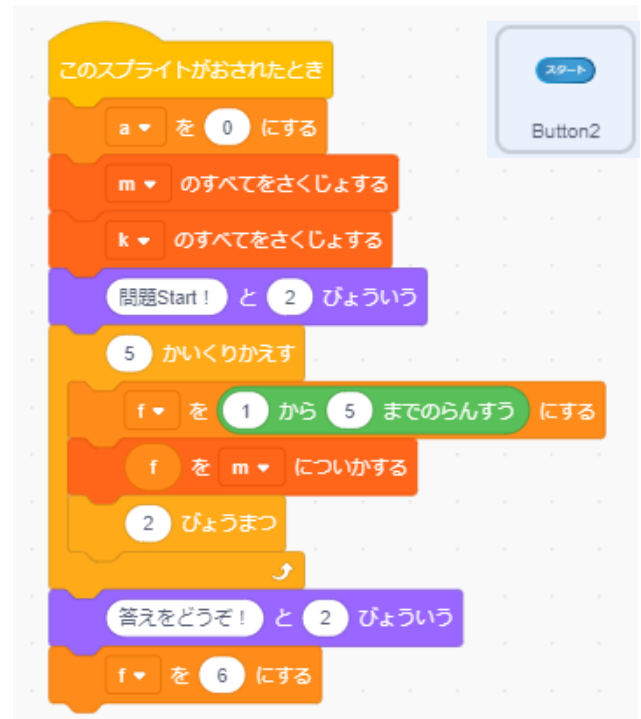 このスプライトがおされたとき
スタート
Button2
a を 0 にする
m のすべてをさくじょする
k のすべてをさくじょする
問題Start！ と 2 びょういう
5 かいくりかえす
f を 1 から 5 までのらんすう にする
f を m についかする
2 びょうまつ
答えをどうぞ！ と 2 びょういう
f を 6 にする